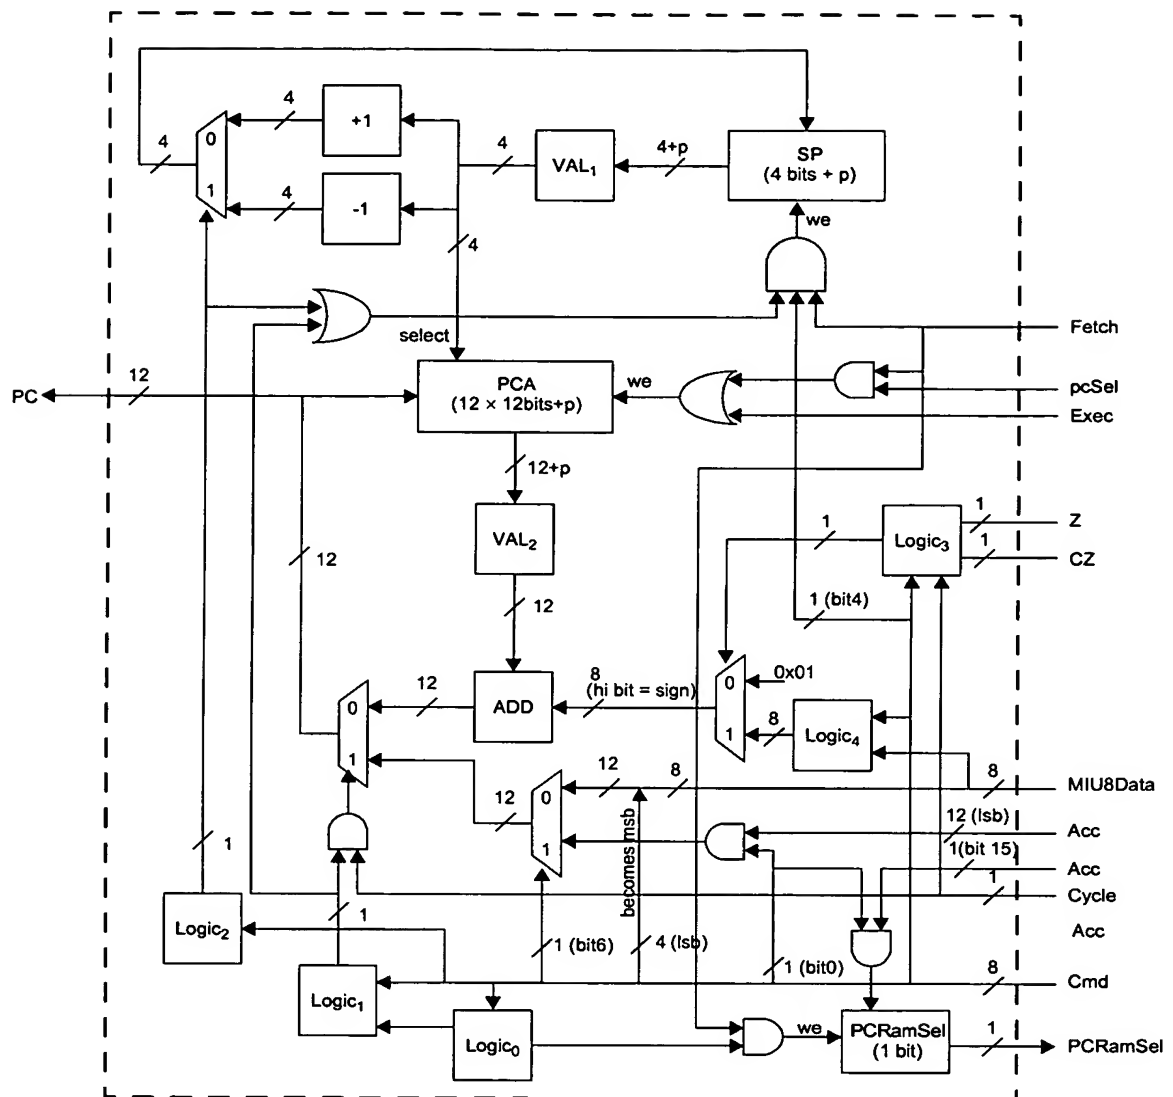 4
+1
0
4
4
VAL₁
4+p
SP
(4 bits + p)
1
4
-1
we
4
select
Fetch
PC
12
PCA
(12 × 12bits+p)
we
pcSel
Exec
12+p
1
Z
1
Logic₃
VAL₂
1
CZ
12
12
1 (bit4)
0x01
8
(hi bit = sign)
0
12
ADD
0
1
8
Logic₄
1
12
8
8
MIU8Data
12
0
becomes msb
12 (lsb)
Acc
1
1
1(bit 15)
Acc
1
Cycle
Logic₂
1
Acc
1 (bit6)
4 (lsb)
1 (bit0)
8
Cmd
Logic₁
Logic₀
we
PCRamSel
(1 bit)
1
PCRamSel